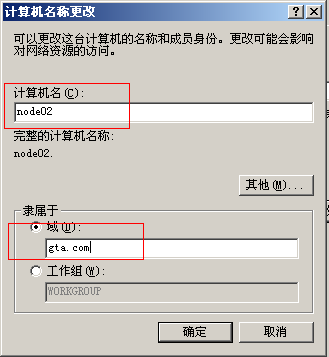 计算机名称更改
可以更改这台计算机的名称和成员身份。更改可能会影响
对网络资源的访问。
计算机名(C):
node02
完整的计算机名称:
node02.
其他(M)...
隶属于
域(D):
gta.com
工作组(W):
WORKGROUP
确定
取消